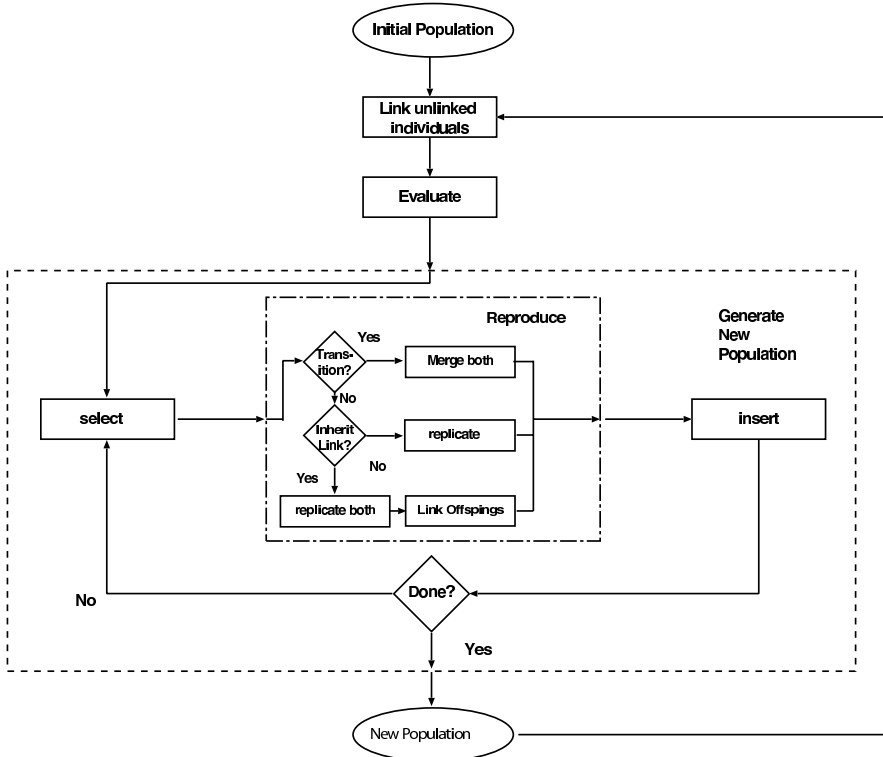 Initial Population
Link unlinked
individuals
Evaluate
Generate
New
Population
Reproduce
Yes
Trans-
ition?
Merge both
No
select
insert
Inherit
Link?
replicate
No
Yes
replicate both
Link Offspings
Done?
No
Yes
New Population